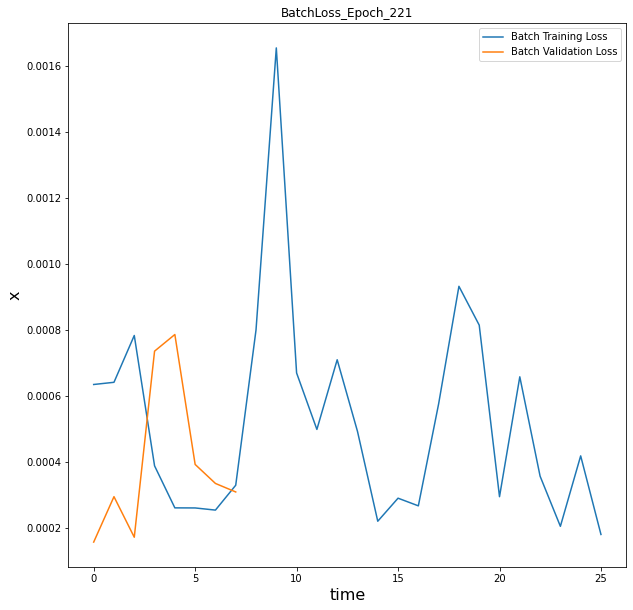 BatchLoss_Epoch_221
Batch Training Loss
Batch Validation Loss
0.0016
0.0014
0.0012
0.0010
0.0008
0.0006
0.0004
0.0002
x
0 5 10 15 20 25
time